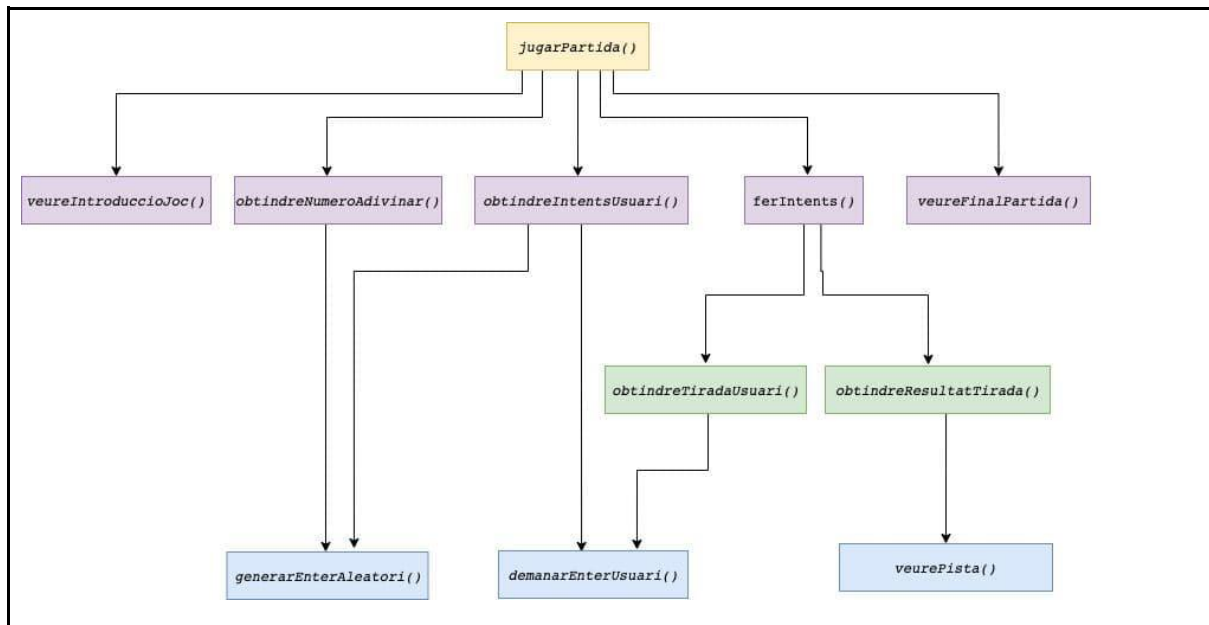 jugarPartida()
veureIntroduccioJoc()
obtindreNumeroAdivinar()
obtindreIntentsUsuari()
ferIntents()
veureFinalPartida()
obtindreTiradaUsuari()
obtindreResultatTirada()
generarEnterAleatori()
demanarEnterUsuari()
veurePista()